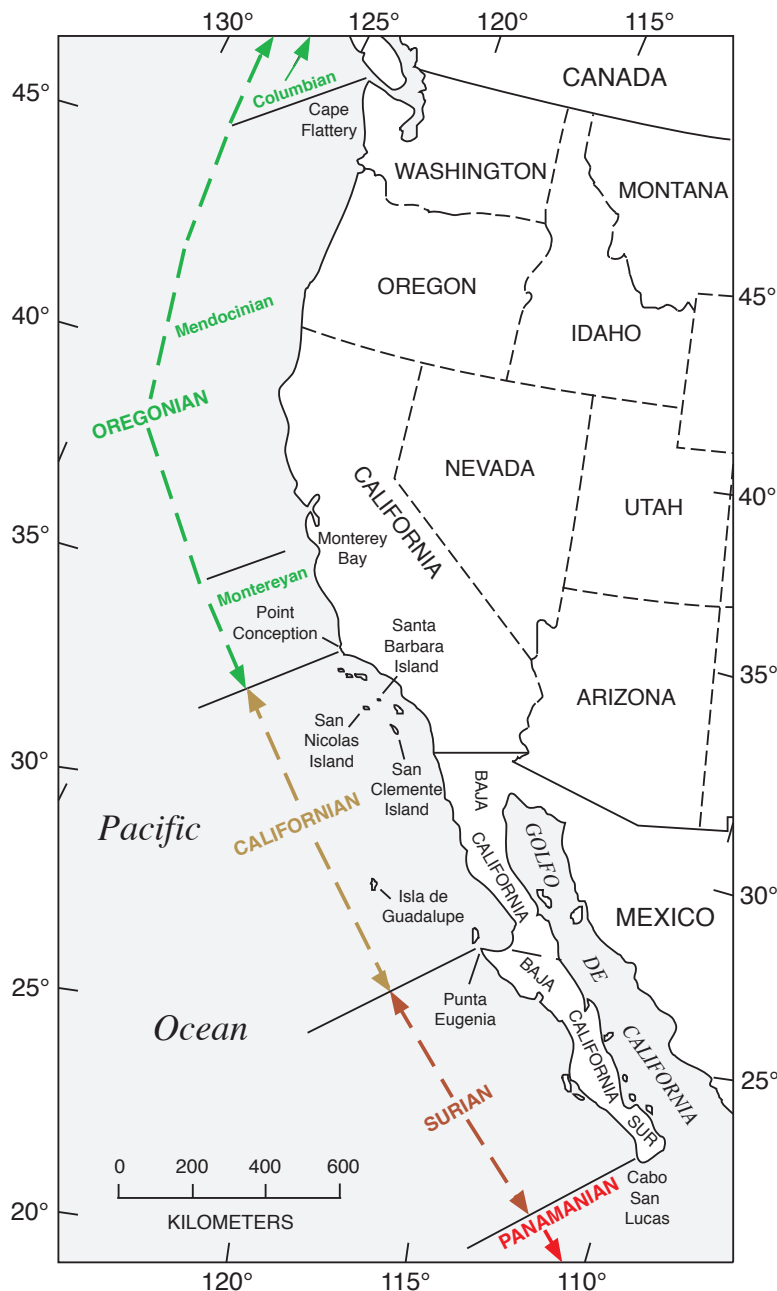 130°
125°
120°
115°
45°
Columbian
Cape
Flattery
CANADA
WASHINGTON
MONTANA
OREGON
45°
40°
Mendocinian
IDAHO
OREGONIAN
NEVADA
CALIFORNIA
UTAH
40°
35°
Monterey
Bay
Montereyan
Point
Conception
Santa
Barbara
Island
35°
ARIZONA
San
Nicolas
Island
San
Clemente
Island
30°
BAJA
CALIFORNIA
Pacific
CALIFORNIAN
GOLFO
DE
CALIFORNIA
Isla de
Guadalupe
30°
MEXICO
25°
Punta
Eugenia
BAJA
CALIFORNIA
SUR
Ocean
25°
SURIAN
0
200
400
600
KILOMETERS
20°
PANAMANIAN
Cabo
San
Lucas
120°
115°
110°